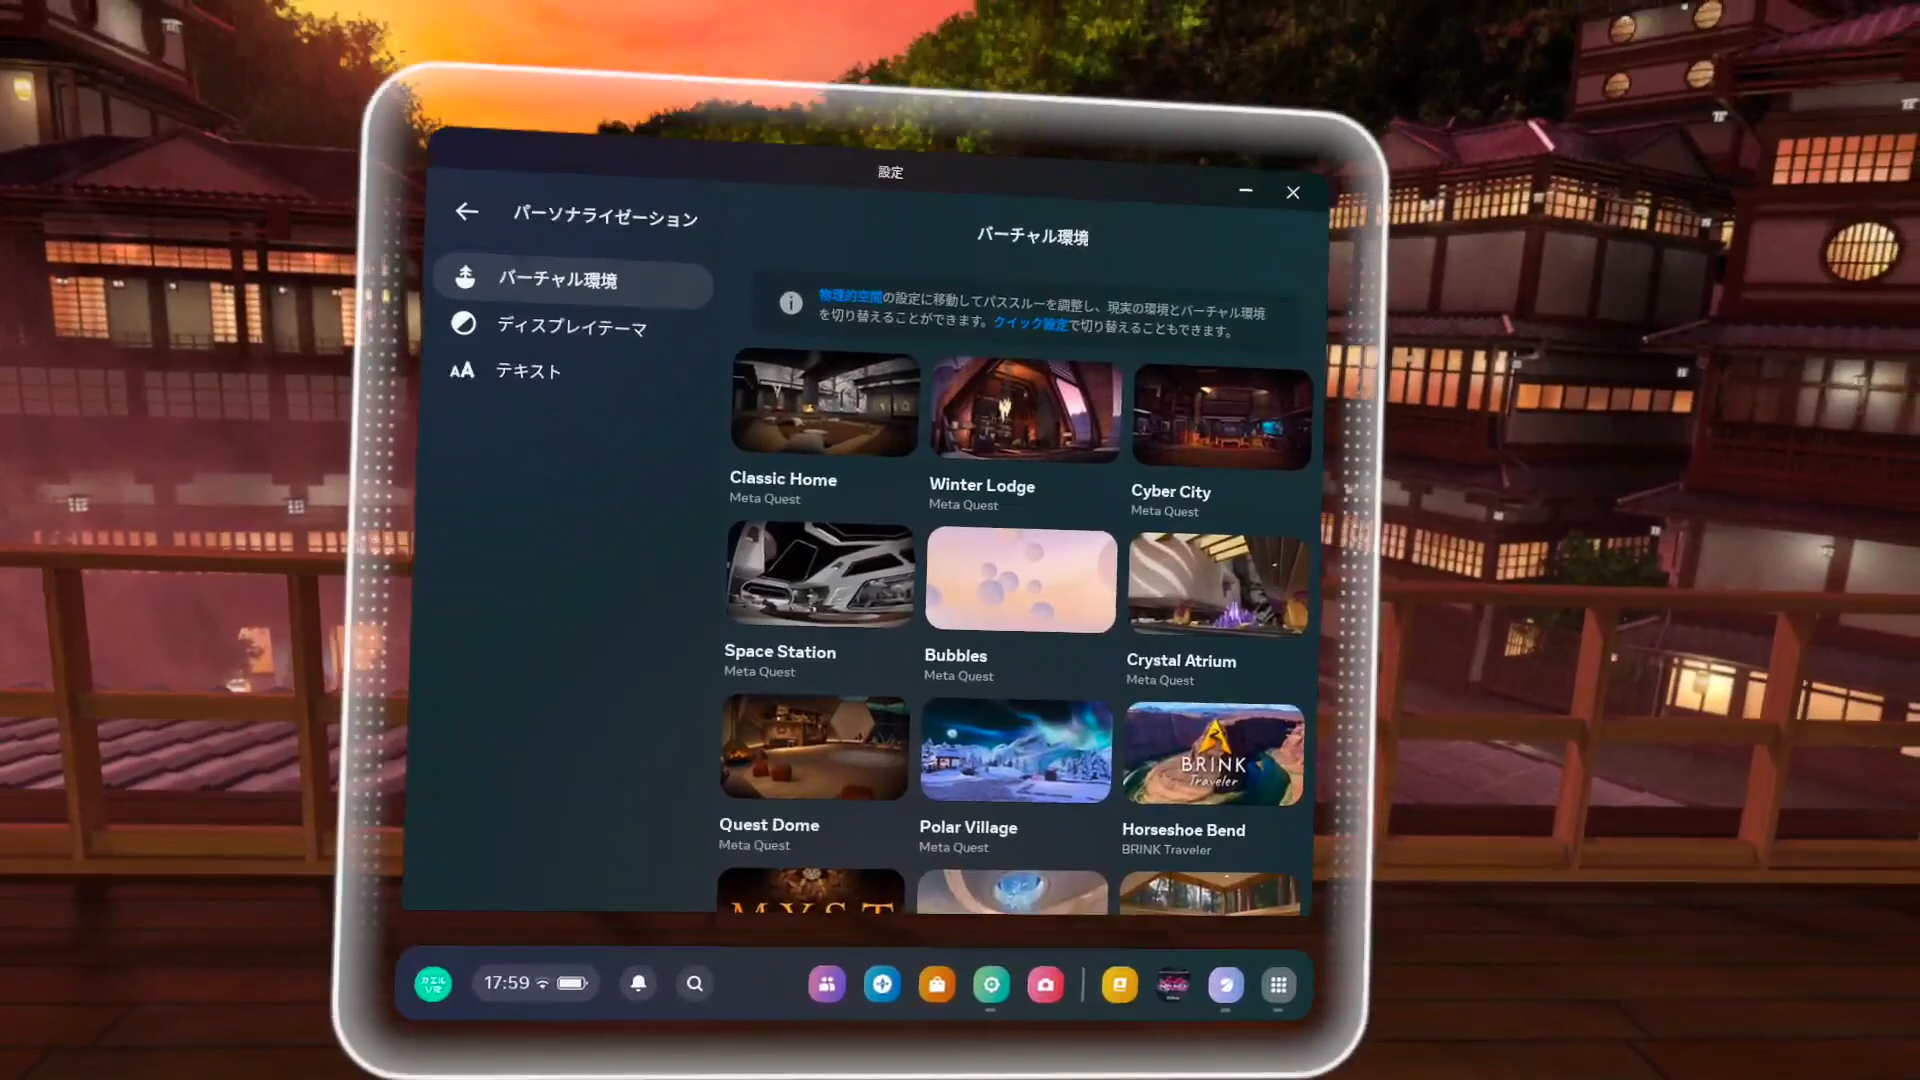 設定
パーソナライゼーション
バーチャル環境
ディスプレイテーマ
テキスト
バーチャル環境
物理的空間の設定に移動してパススルーを調整し、現実の環境とバーチャル環境
を切り替えることができます。クイック設定で切り替えることもできます。
Classic Home
Meta Quest
Winter Lodge
Meta Quest
Cyber City
Meta Quest
Space Station
Meta Quest
Bubbles
Meta Quest
Crystal Atrium
Meta Quest
BRINK
Traveler
Quest Dome
Meta Quest
Polar Village
Meta Quest
Horseshoe Bend
BRINK Traveler
MYST
カエル
VR
17:59